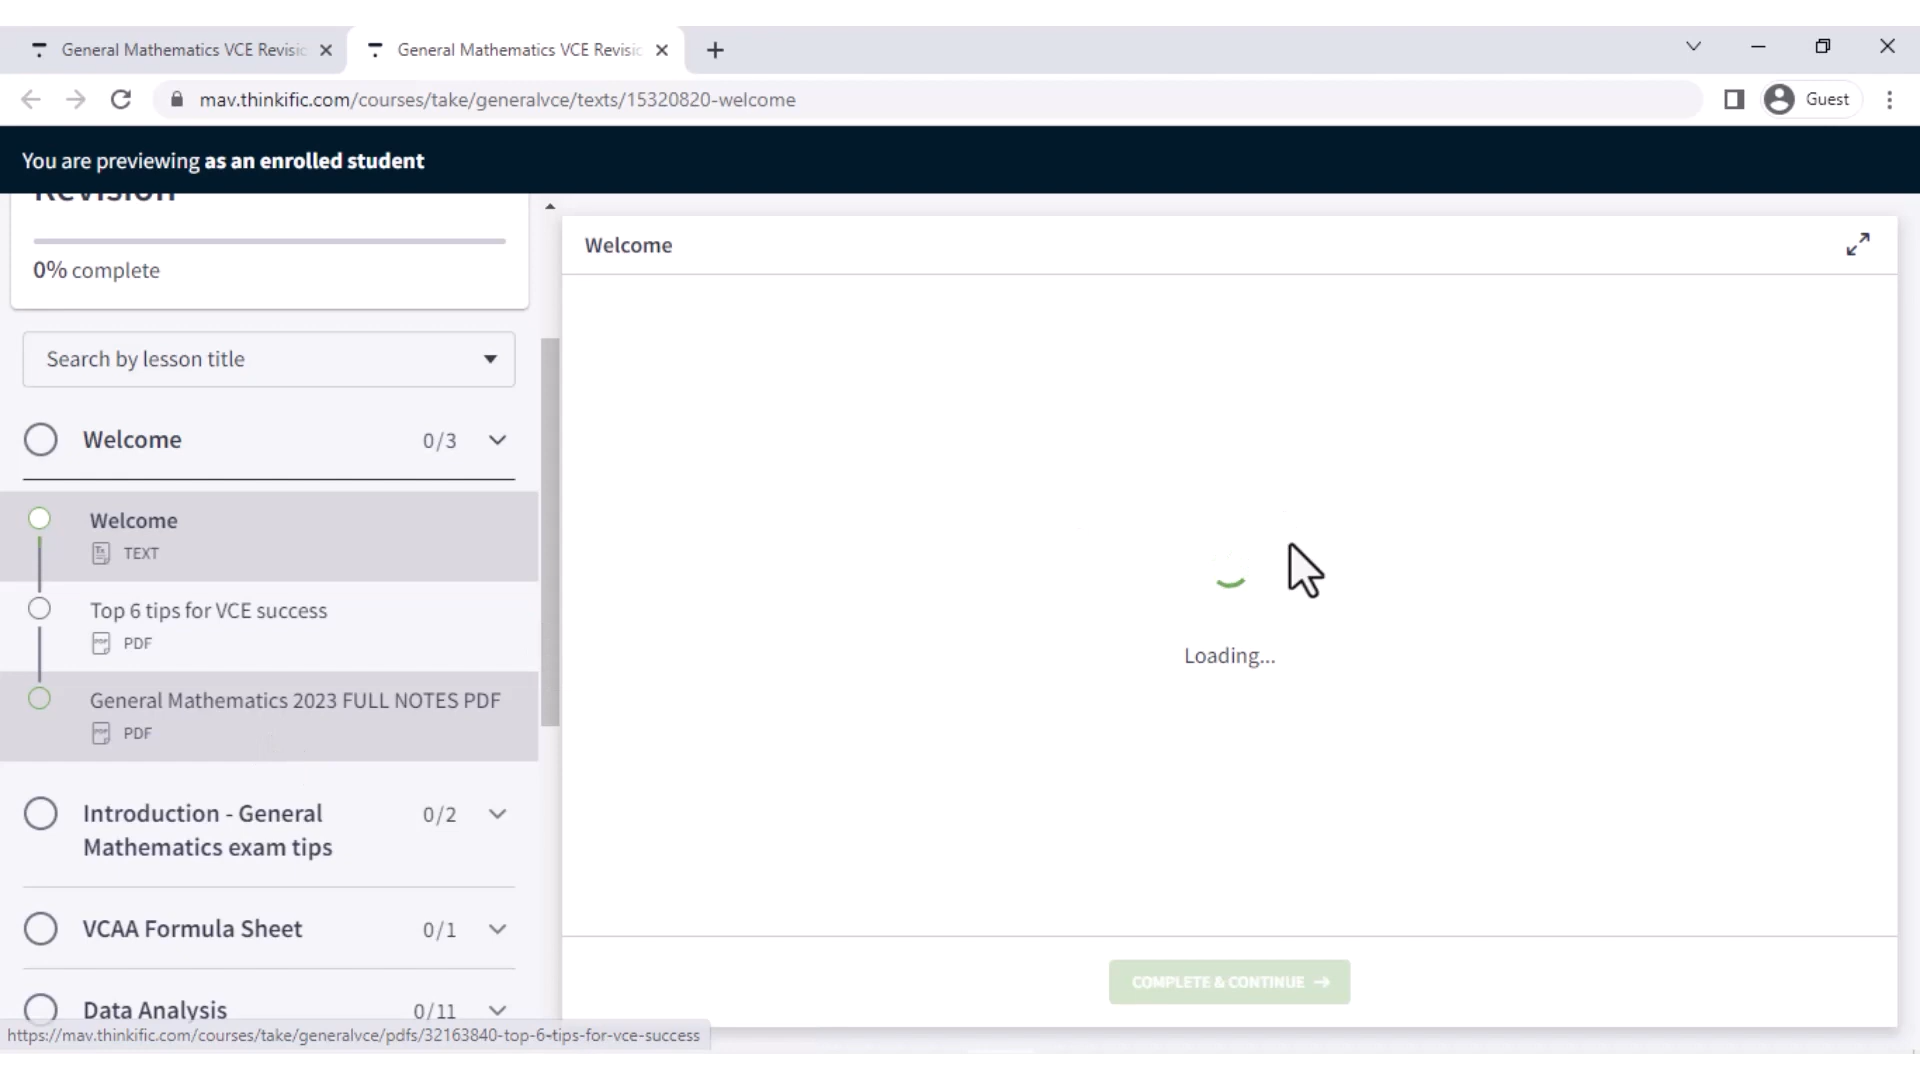 General Mathematics VCE Revisio
General Mathematics VCE Revisio
mav.thinkific.com/courses/take/generalvce/texts/15320820-welcome
Guest
You are previewing as an enrolled student
Revision
0% complete
Search by lesson title
Welcome 0/3
Welcome
TEXT
Top 6 tips for VCE success
PDF
General Mathematics 2023 FULL NOTES PDF
PDF
Introduction - General
Mathematics exam tips
0/2
VCAA Formula Sheet 0/1
Data Analysis 0/11
https://mav.thinkific.com/courses/take/generalvce/pdfs/32163840-top-6-tips-for-vce-success
Welcome
Loading...
COMPLETE & CONTINUE →